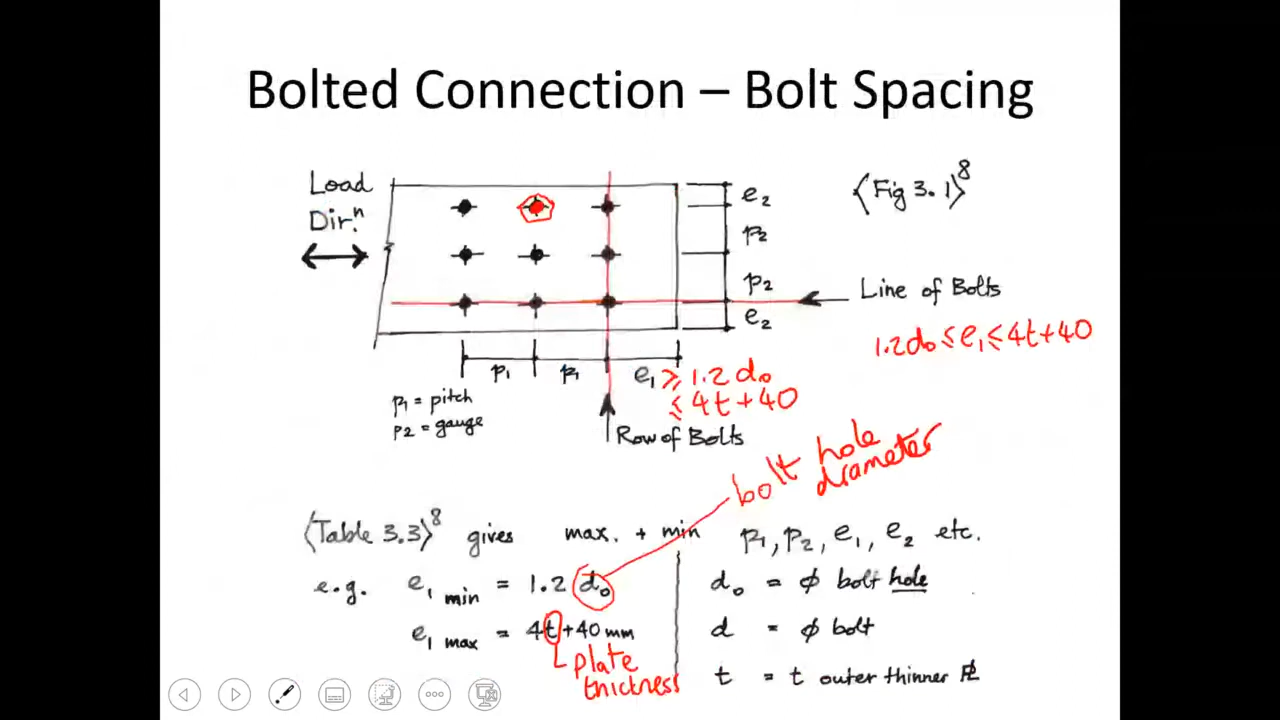 Bolted Connection – Bolt Spacing
Load
Dirⁿ.
⟨Fig 3.1⟩⁸
e₂
p₂
p₂
e₂
Line of Bolts
1.2d₀ ≤ e₁ ≤ 4t+40
p₁ p₁ e₁ ≥ 1.2 d₀
≤ 4t+40
p₁ = pitch
p₂ = gauge
Row of Bolts
bolt hole
diameter
⟨Table 3.3⟩⁸ gives max. + min p₁, p₂, e₁, e₂ etc.
e.g. e₁ min = 1.2 d₀
e₁ max = 4t+40 mm
plate
thickness
d₀ = ϕ bolt hole
d = ϕ bolt
t = t outer thinner PL